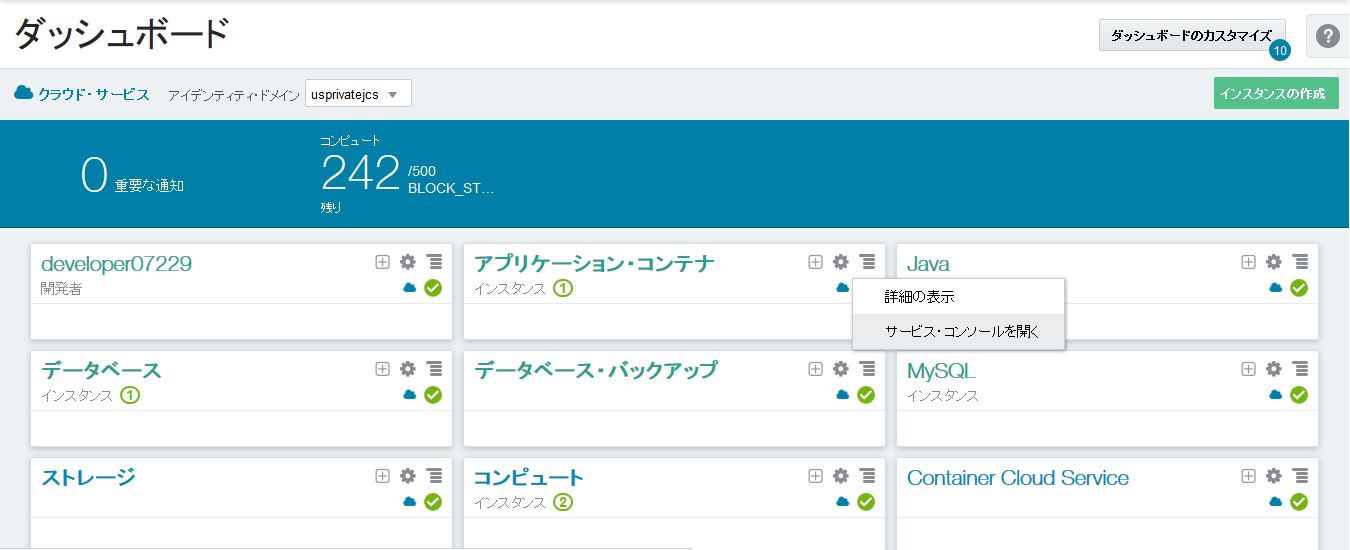 ダッシュボード
ダッシュボードのカスタマイズ
10
?
クラウド・サービス アイデンティティ・ドメイン usprivatejcs
インスタンスの作成
0 重要な通知
コンピュート
242 /500
BLOCK_ST...
残り
developer07229
開発者
アプリケーション・コンテナ
インスタンス 1
Java
詳細の表示
サービス・コンソールを開く
データベース
インスタンス 1
データベース・バックアップ
MySQL
インスタンス
ストレージ
コンピュート
インスタンス 2
Container Cloud Service